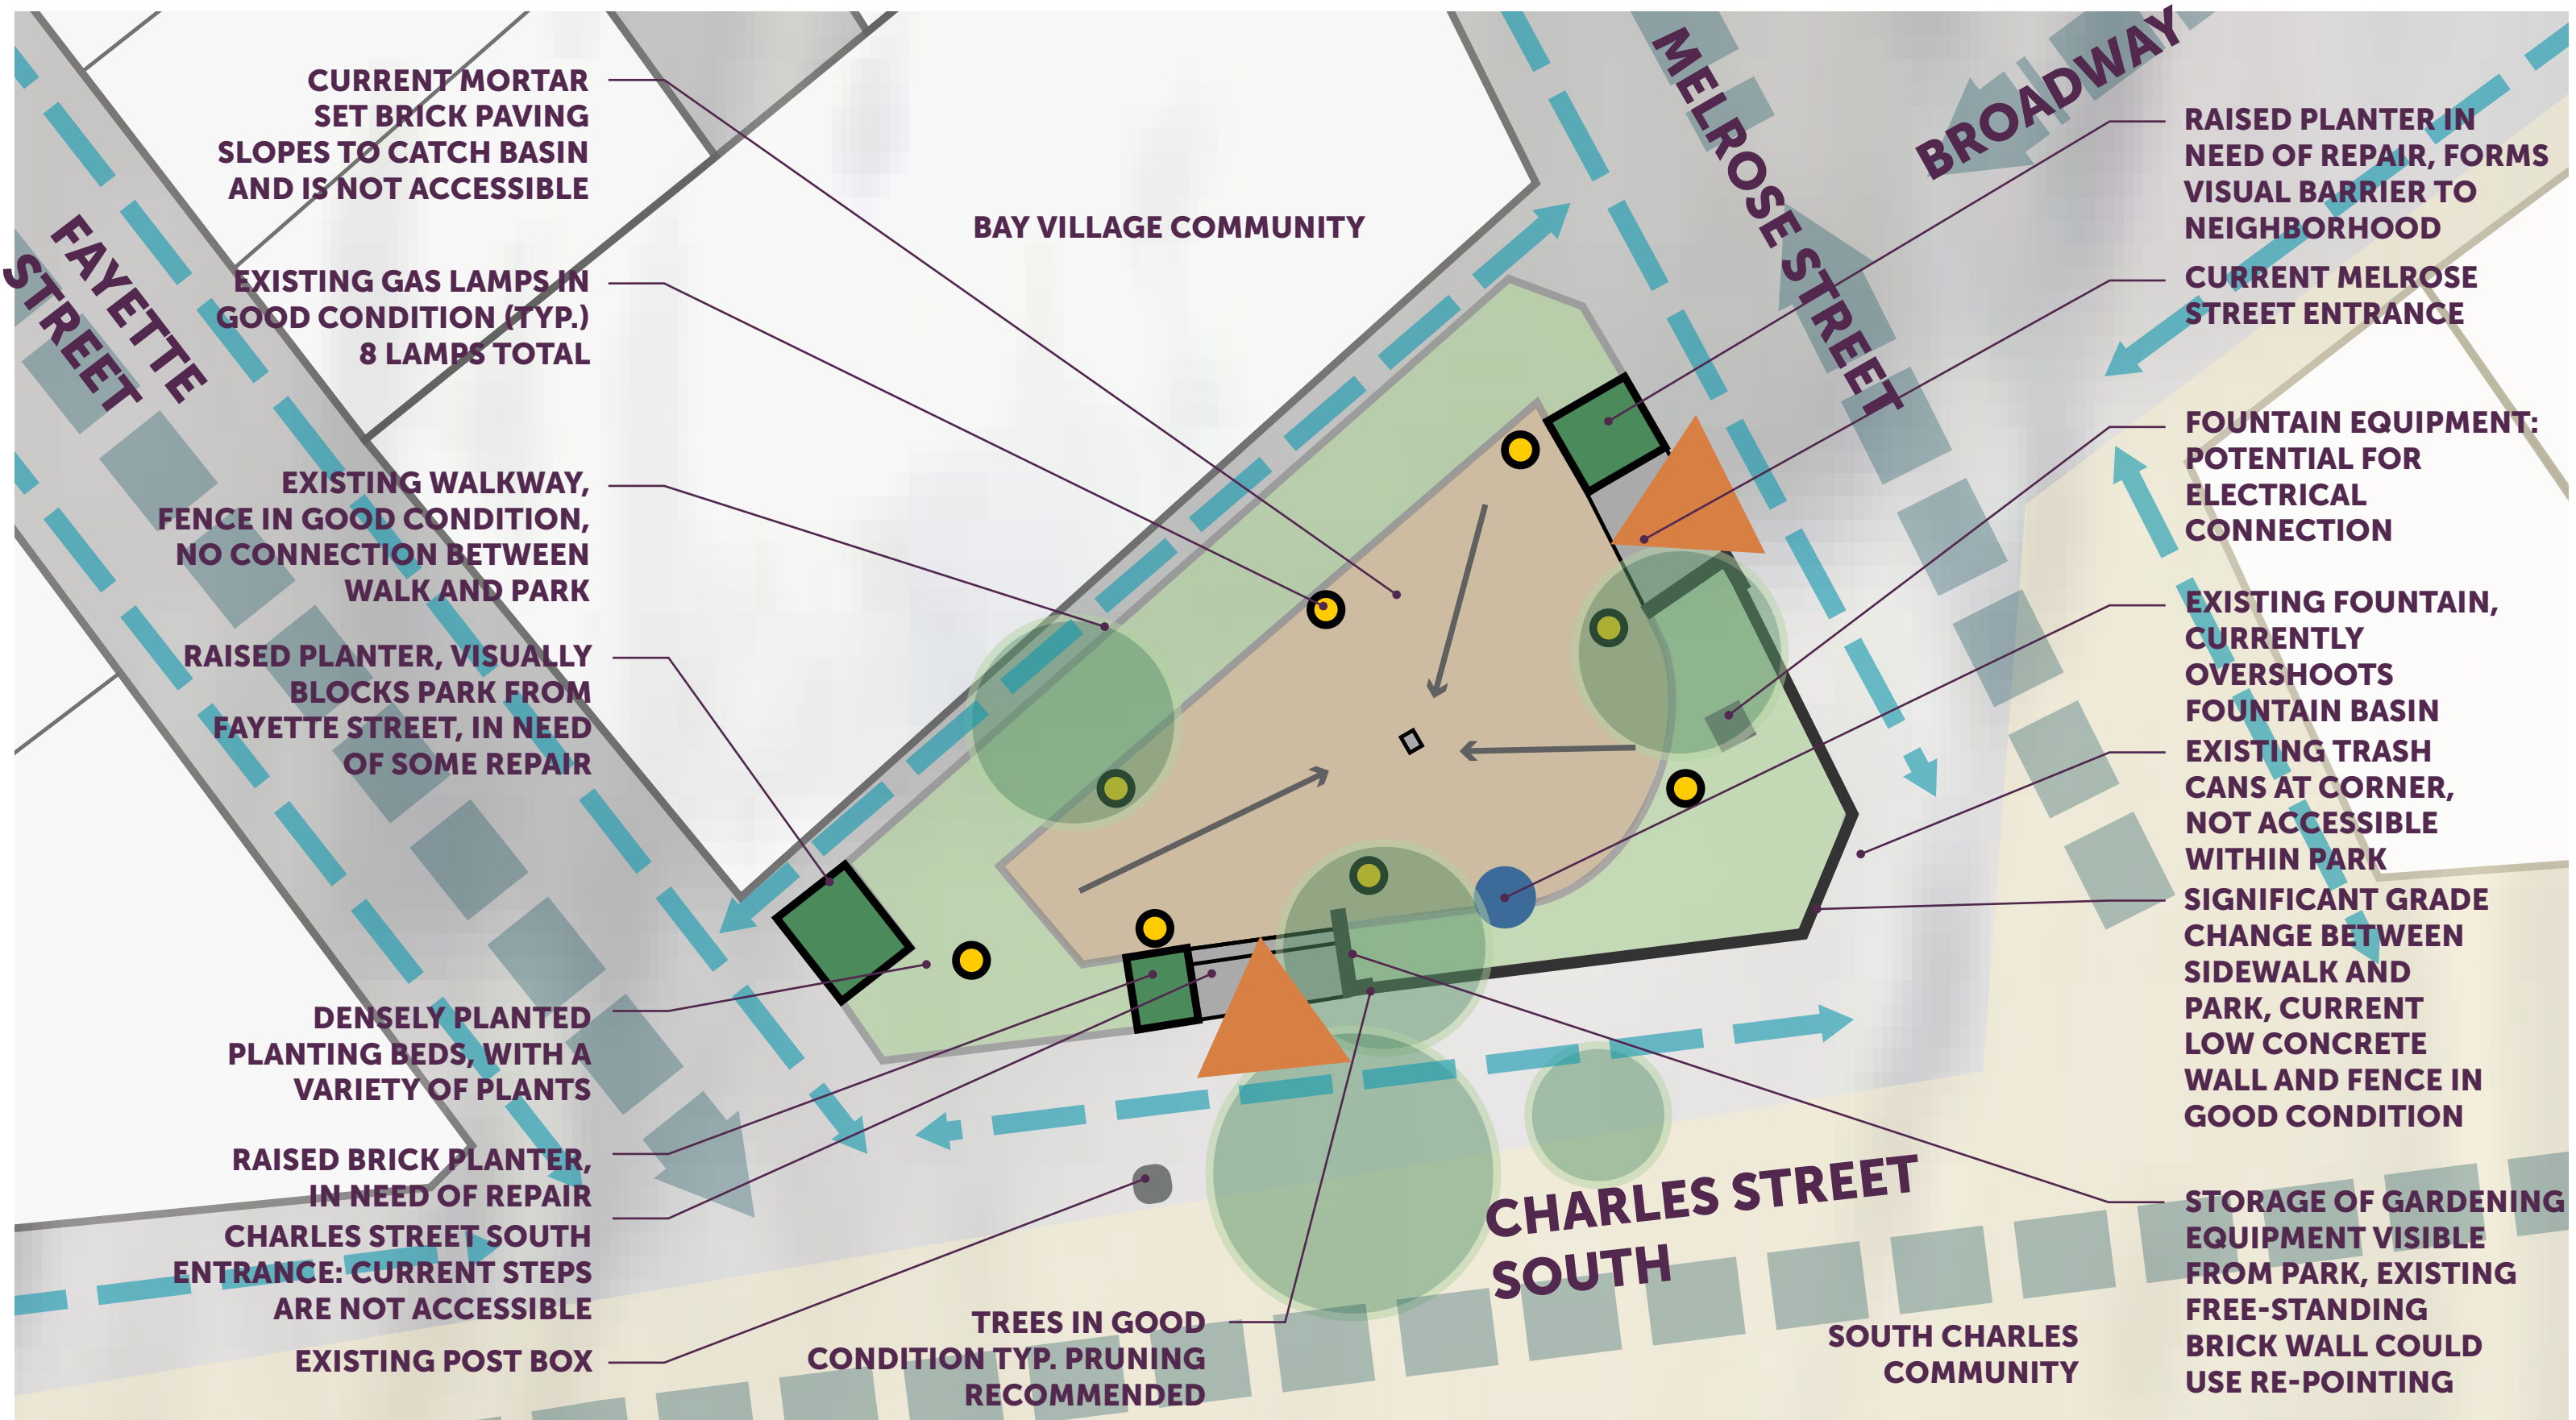 CURRENT MORTAR
SET BRICK PAVING
SLOPES TO CATCH BASIN
AND IS NOT ACCESSIBLE
EXISTING GAS LAMPS IN
GOOD CONDITION (TYP.)
8 LAMPS TOTAL
EXISTING WALKWAY,
FENCE IN GOOD CONDITION,
NO CONNECTION BETWEEN
WALK AND PARK
RAISED PLANTER, VISUALLY
BLOCKS PARK FROM
FAYETTE STREET, IN NEED
OF SOME REPAIR
DENSELY PLANTED
PLANTING BEDS, WITH A
VARIETY OF PLANTS
RAISED BRICK PLANTER,
IN NEED OF REPAIR
CHARLES STREET SOUTH
ENTRANCE: CURRENT STEPS
ARE NOT ACCESSIBLE
EXISTING POST BOX
FAYETTE
STREET
BAY VILLAGE COMMUNITY
MELROSE STREET
BROADWAY
TREES IN GOOD
CONDITION TYP. PRUNING
RECOMMENDED
CHARLES STREET
SOUTH
SOUTH CHARLES
COMMUNITY
RAISED PLANTER IN
NEED OF REPAIR, FORMS
VISUAL BARRIER TO
NEIGHBORHOOD
CURRENT MELROSE
STREET ENTRANCE
FOUNTAIN EQUIPMENT:
POTENTIAL FOR
ELECTRICAL
CONNECTION
EXISTING FOUNTAIN,
CURRENTLY
OVERSHOOTS
FOUNTAIN BASIN
EXISTING TRASH
CANS AT CORNER,
NOT ACCESSIBLE
WITHIN PARK
SIGNIFICANT GRADE
CHANGE BETWEEN
SIDEWALK AND
PARK, CURRENT
LOW CONCRETE
WALL AND FENCE IN
GOOD CONDITION
STORAGE OF GARDENING
EQUIPMENT VISIBLE
FROM PARK, EXISTING
FREE-STANDING
BRICK WALL COULD
USE RE-POINTING